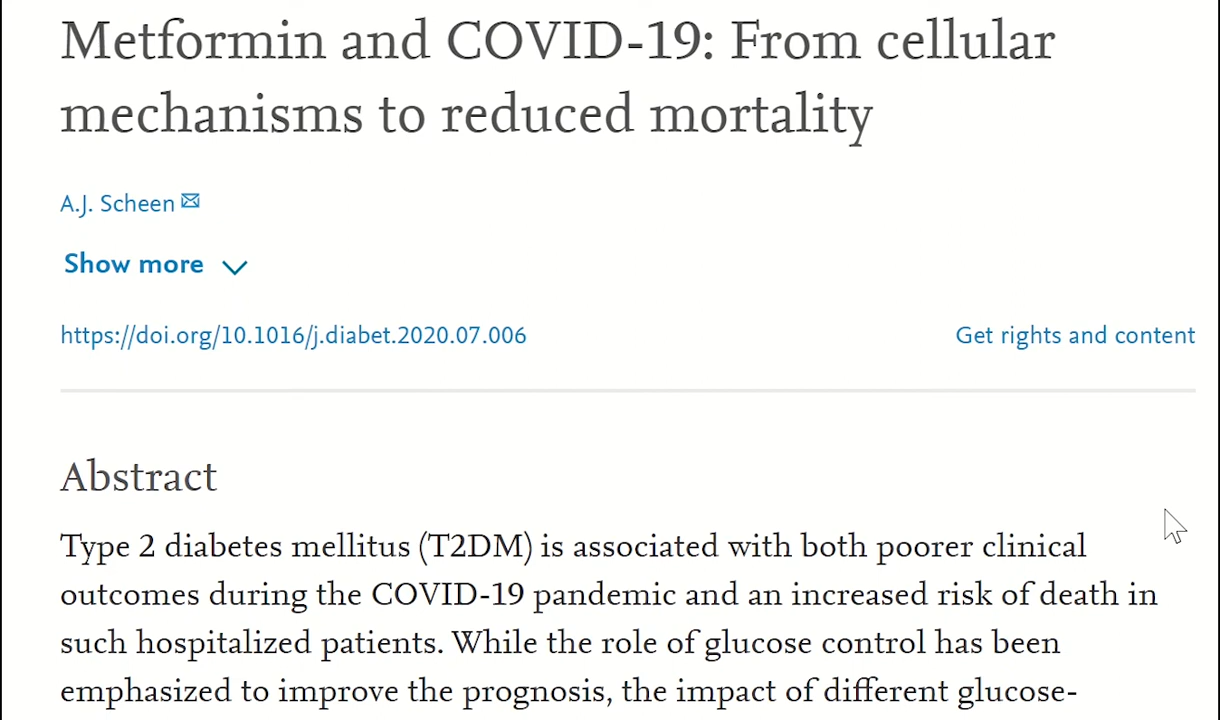 Metformin and COVID-19: From cellular
mechanisms to reduced mortality
A.J. Scheen
Show more
https://doi.org/10.1016/j.diabet.2020.07.006
Get rights and content
Abstract
Type 2 diabetes mellitus (T2DM) is associated with both poorer clinical
outcomes during the COVID-19 pandemic and an increased risk of death in
such hospitalized patients. While the role of glucose control has been
emphasized to improve the prognosis, the impact of different glucose-